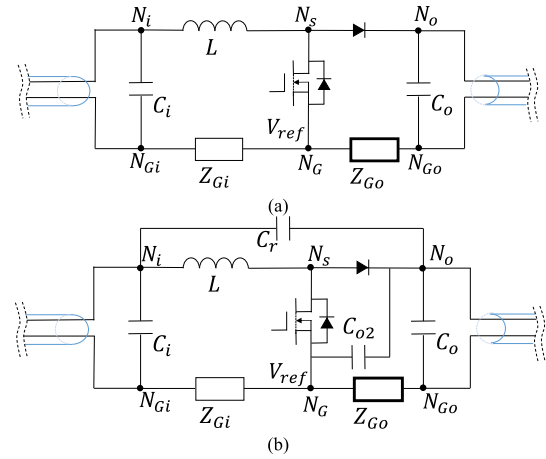 N_i N_s N_o
L
C_i C_o
V_ref
N_Gi Z_Gi N_G Z_Go N_Go
(a)
C_r
N_i N_s N_o
L
C_i C_o2 C_o
V_ref
N_Gi Z_Gi N_G Z_Go N_Go
(b)